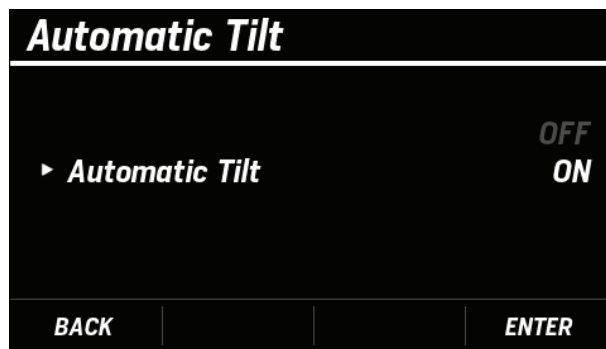 Automatic Tilt
OFF
▸ Automatic Tilt ON
BACK ENTER